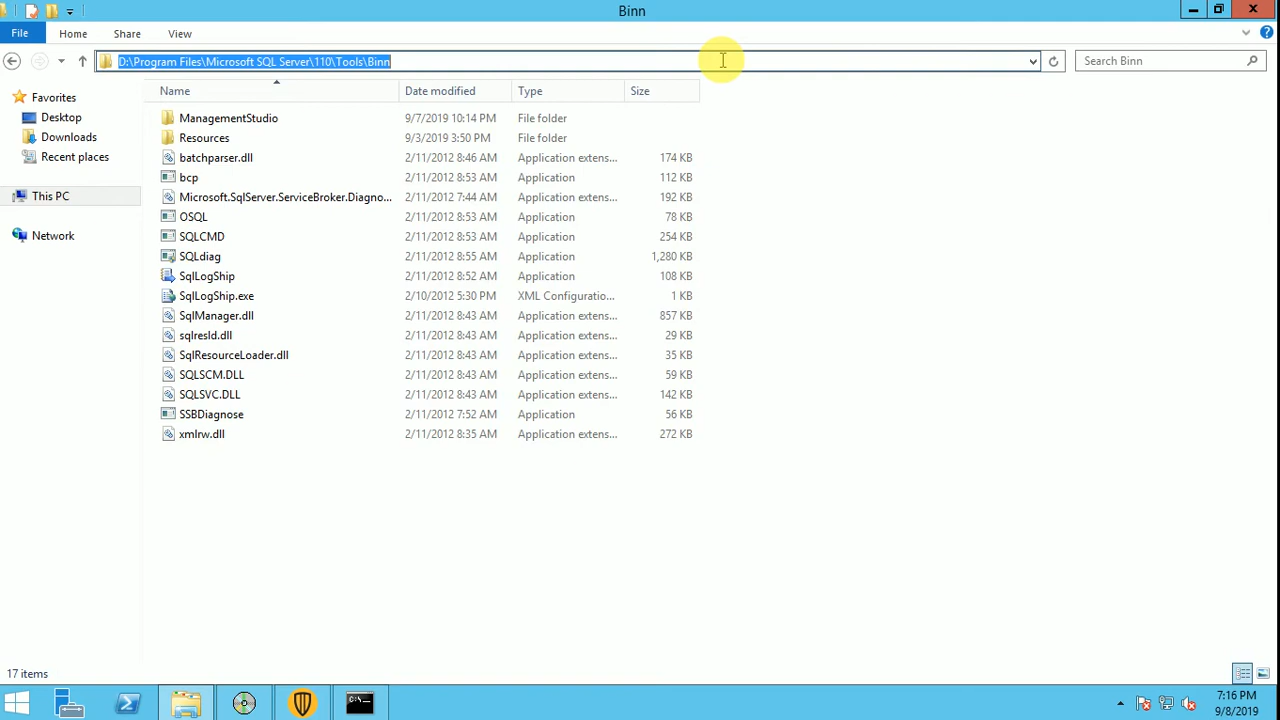 Binn
File Home Share View
D:\Program Files\Microsoft SQL Server\110\Tools\Binn
Search Binn
Name Date modified Type Size
Favorites
Desktop
Downloads
Recent places
This PC
Network
ManagementStudio 9/7/2019 10:14 PM File folder
Resources 9/3/2019 3:50 PM File folder
batchparser.dll 2/11/2012 8:46 AM Application extens... 174 KB
bcp 2/11/2012 8:53 AM Application 112 KB
Microsoft.SqlServer.ServiceBroker.Diagno... 2/11/2012 7:44 AM Application extens... 192 KB
OSQL 2/11/2012 8:53 AM Application 78 KB
SQLCMD 2/11/2012 8:53 AM Application 254 KB
SQLdiag 2/11/2012 8:55 AM Application 1,280 KB
SqlLogShip 2/11/2012 8:52 AM Application 108 KB
SqlLogShip.exe 2/10/2012 5:30 PM XML Configuratio... 1 KB
SqlManager.dll 2/11/2012 8:43 AM Application extens... 857 KB
sqlresld.dll 2/11/2012 8:43 AM Application extens... 29 KB
SqlResourceLoader.dll 2/11/2012 8:43 AM Application extens... 35 KB
SQLSCM.DLL 2/11/2012 8:43 AM Application extens... 59 KB
SQLSVC.DLL 2/11/2012 8:43 AM Application extens... 142 KB
SSBDiagnose 2/11/2012 7:52 AM Application 56 KB
xmlrw.dll 2/11/2012 8:35 AM Application extens... 272 KB
17 items
7:16 PM
9/8/2019